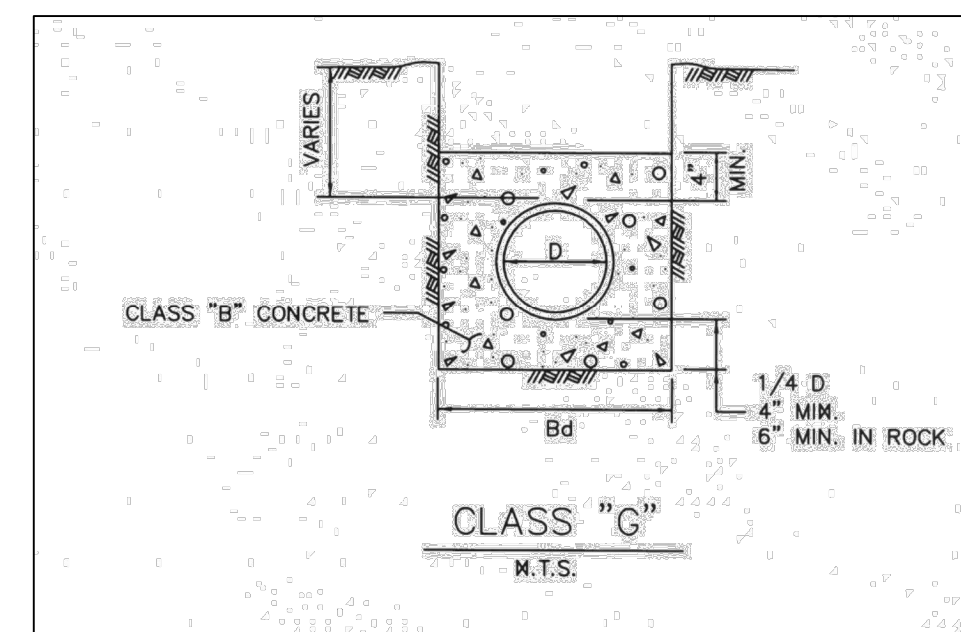 VARIES
4"
MIN.
D
CLASS "B" CONCRETE
1/4 D
4" MIN.
6" MIN. IN ROCK
Bd
CLASS "G"
N.T.S.